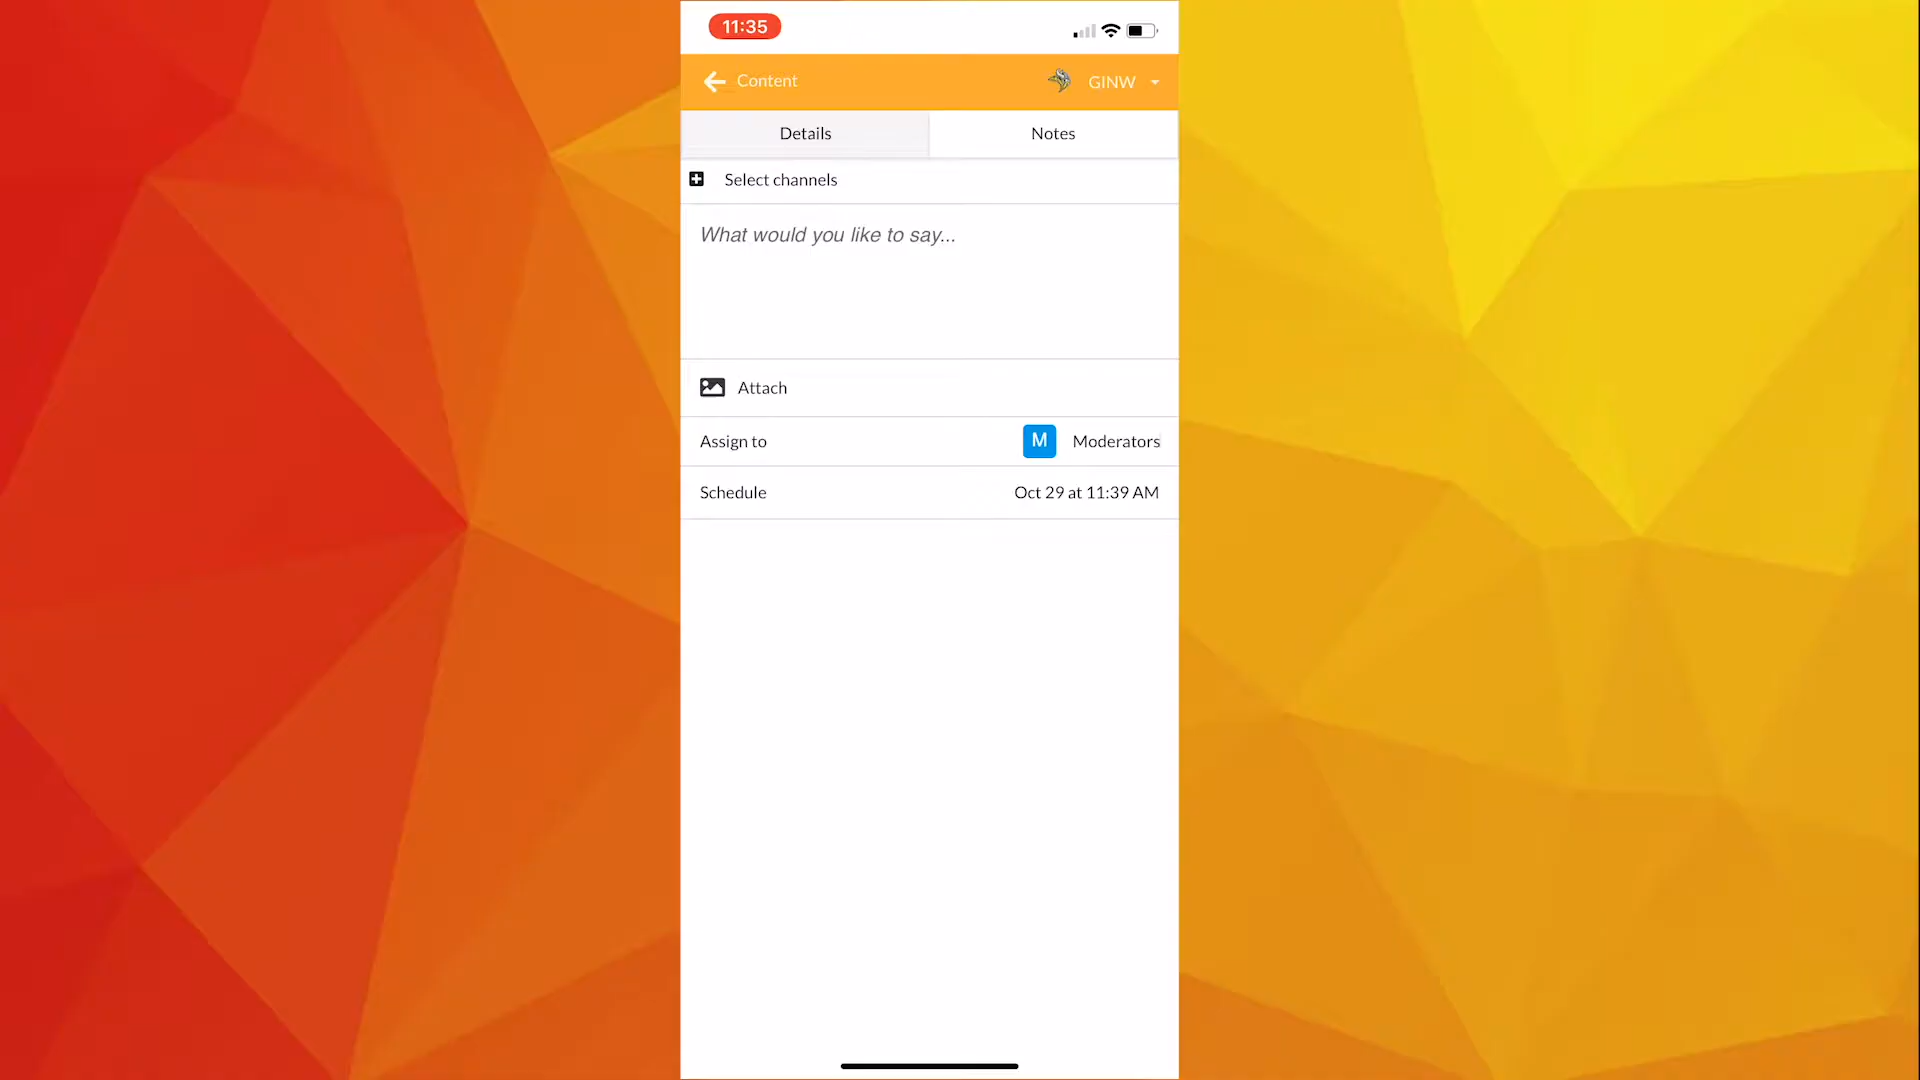 11:35
Content
GINW
Details
Notes
Select channels
What would you like to say...
Attach
Assign to
M
Moderators
Schedule
Oct 29 at 11:39 AM